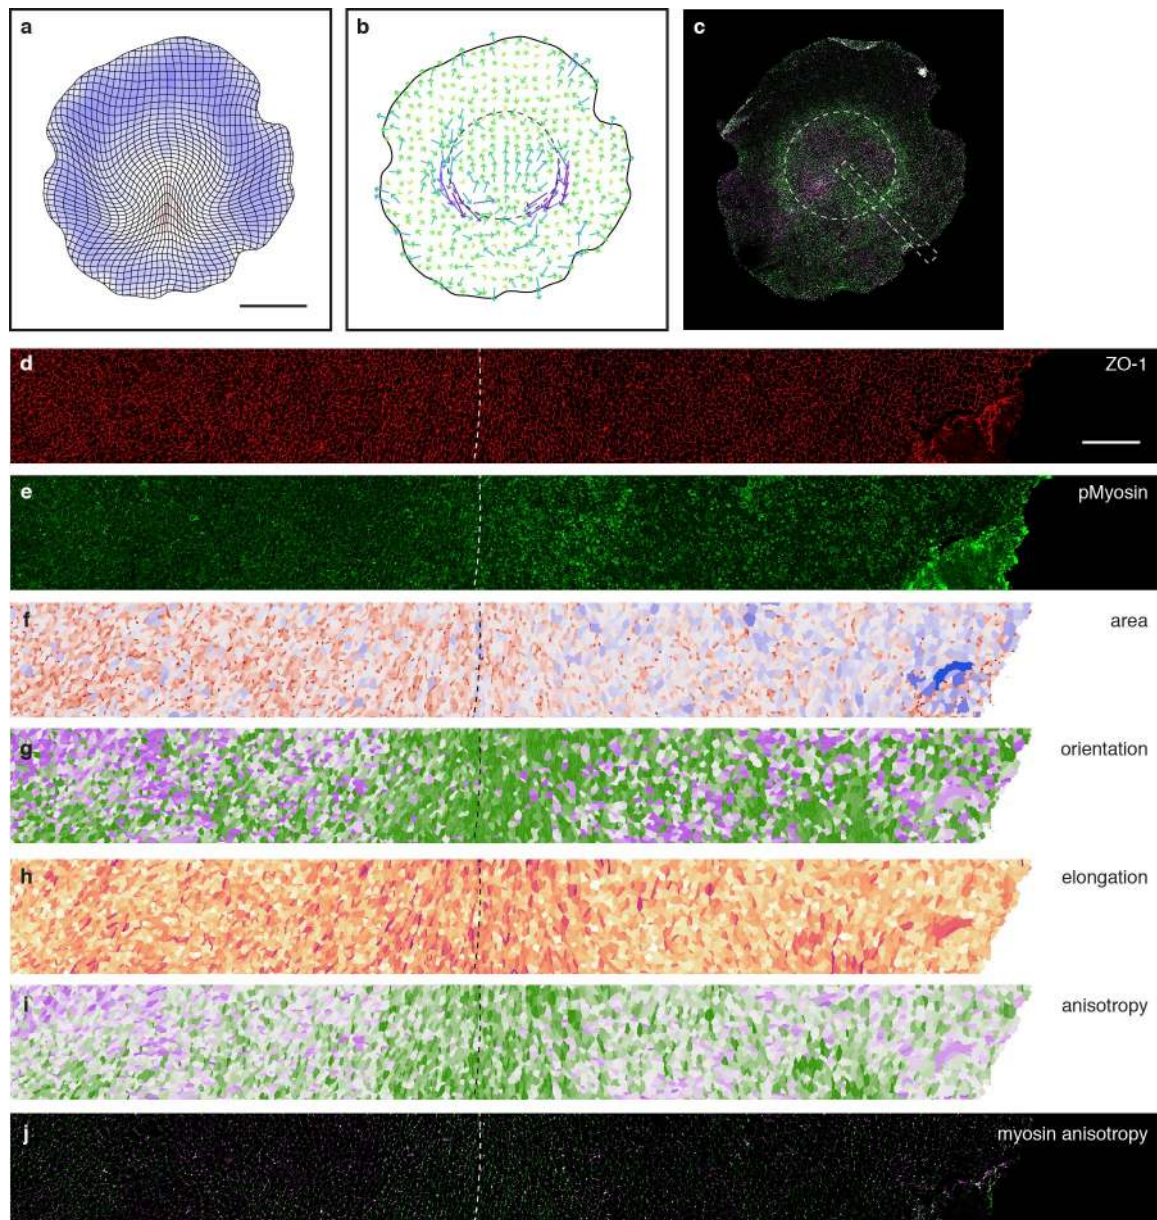 a
b
c
d ZO-1
e pMyosin
f area
g orientation
h elongation
i anisotropy
j myosin anisotropy